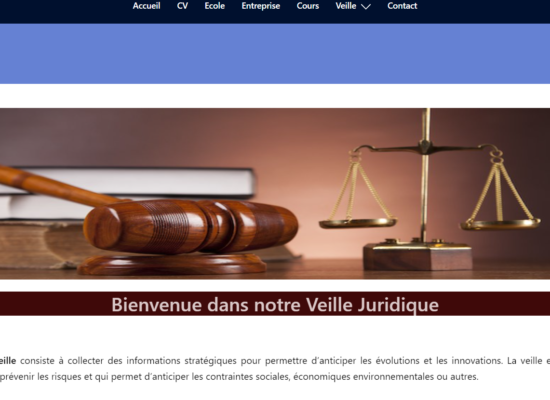 Accueil CV Ecole Entreprise Cours Veille Contact
Bienvenue dans notre Veille Juridique
eille consiste à collecter des informations stratégiques pour permettre d'anticiper les évolutions et les innovations. La veille e
prévenir les risques et qui permet d'anticiper les contraintes sociales, économiques environnementales ou autres.